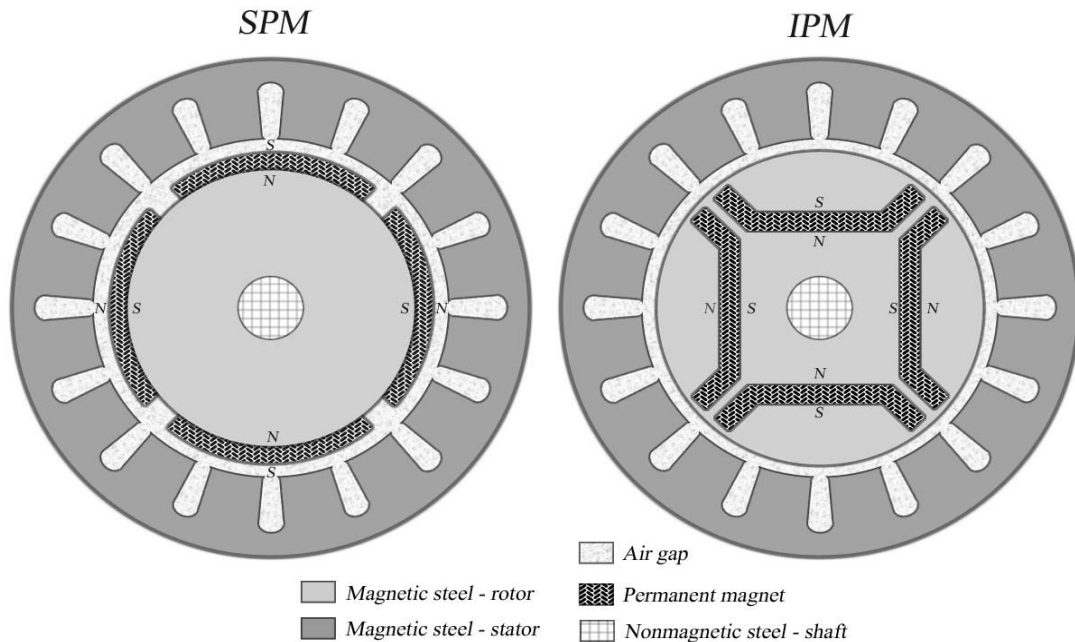 SPM
IPM
S
N
N
S
S
N
N
S
S
N
N
S
S
N
N
S
Air gap
Magnetic steel - rotor
Permanent magnet
Magnetic steel - stator
Nonmagnetic steel - shaft